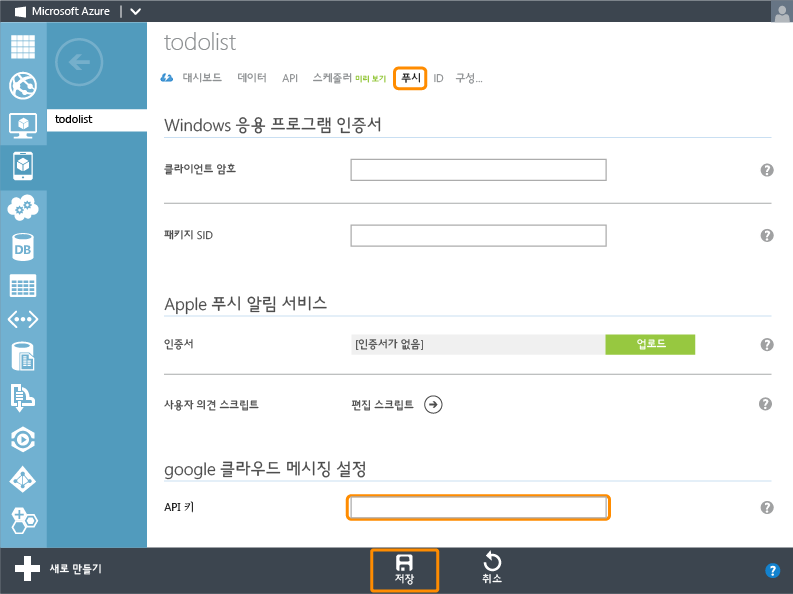 Microsoft Azure
todolist
todolist
대시보드 데이터 API 스케줄러 미리 보기 푸시 ID 구성...
Windows 응용 프로그램 인증서
클라이언트 암호
?
패키지 SID
?
Apple 푸시 알림 서비스
인증서 [인증서가 없음] 업로드
?
사용자 의견 스크립트 편집 스크립트
?
google 클라우드 메시징 설정
API 키
?
DB
새로 만들기 저장 취소
?